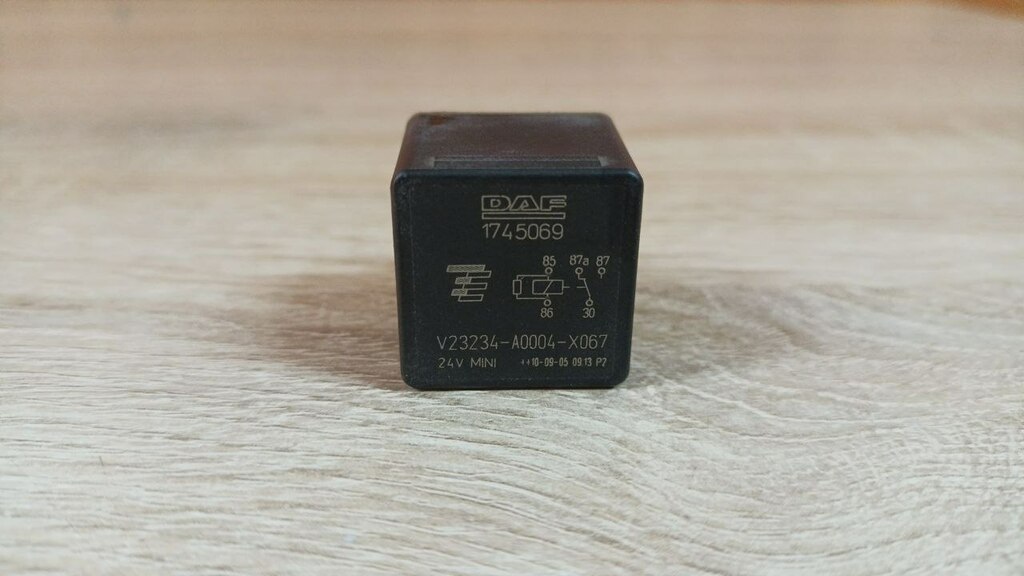 DAF
1745069
85 87a 87
86 30
V23234-A0004-X067
24V MINI ++10-09-05 09.13 P2